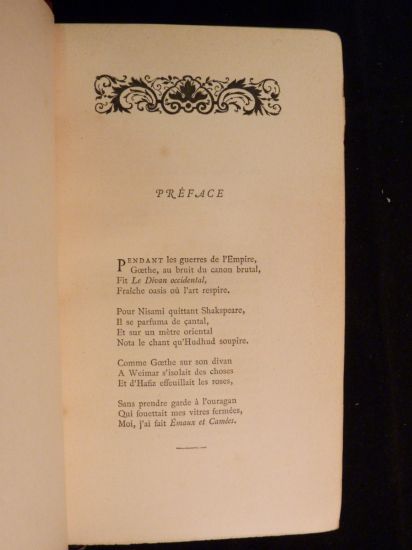 PRÉFACE
PENDANT les guerres de l'Empire,
Gœthe, au bruit du canon brutal,
Fit Le Divan occidental,
Fraîche oasis où l'art respire.
Pour Nisami quittant Shakspeare,
Il se parfuma de çantal,
Et sur un mètre oriental
Nota le chant qu'Hudhud soupire.
Comme Gœthe sur son divan
A Weimar s'isolait des choses
Et d'Hafiz effeuillait les roses,
Sans prendre garde à l'ouragan
Qui fouettait mes vitres fermées,
Moi, j'ai fait Émaux et Camées.